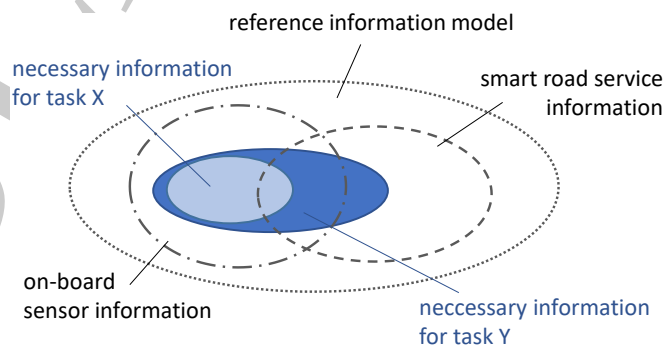 reference information model
necessary information
for task X
smart road service
information
on-board
sensor information
neccessary information
for task Y